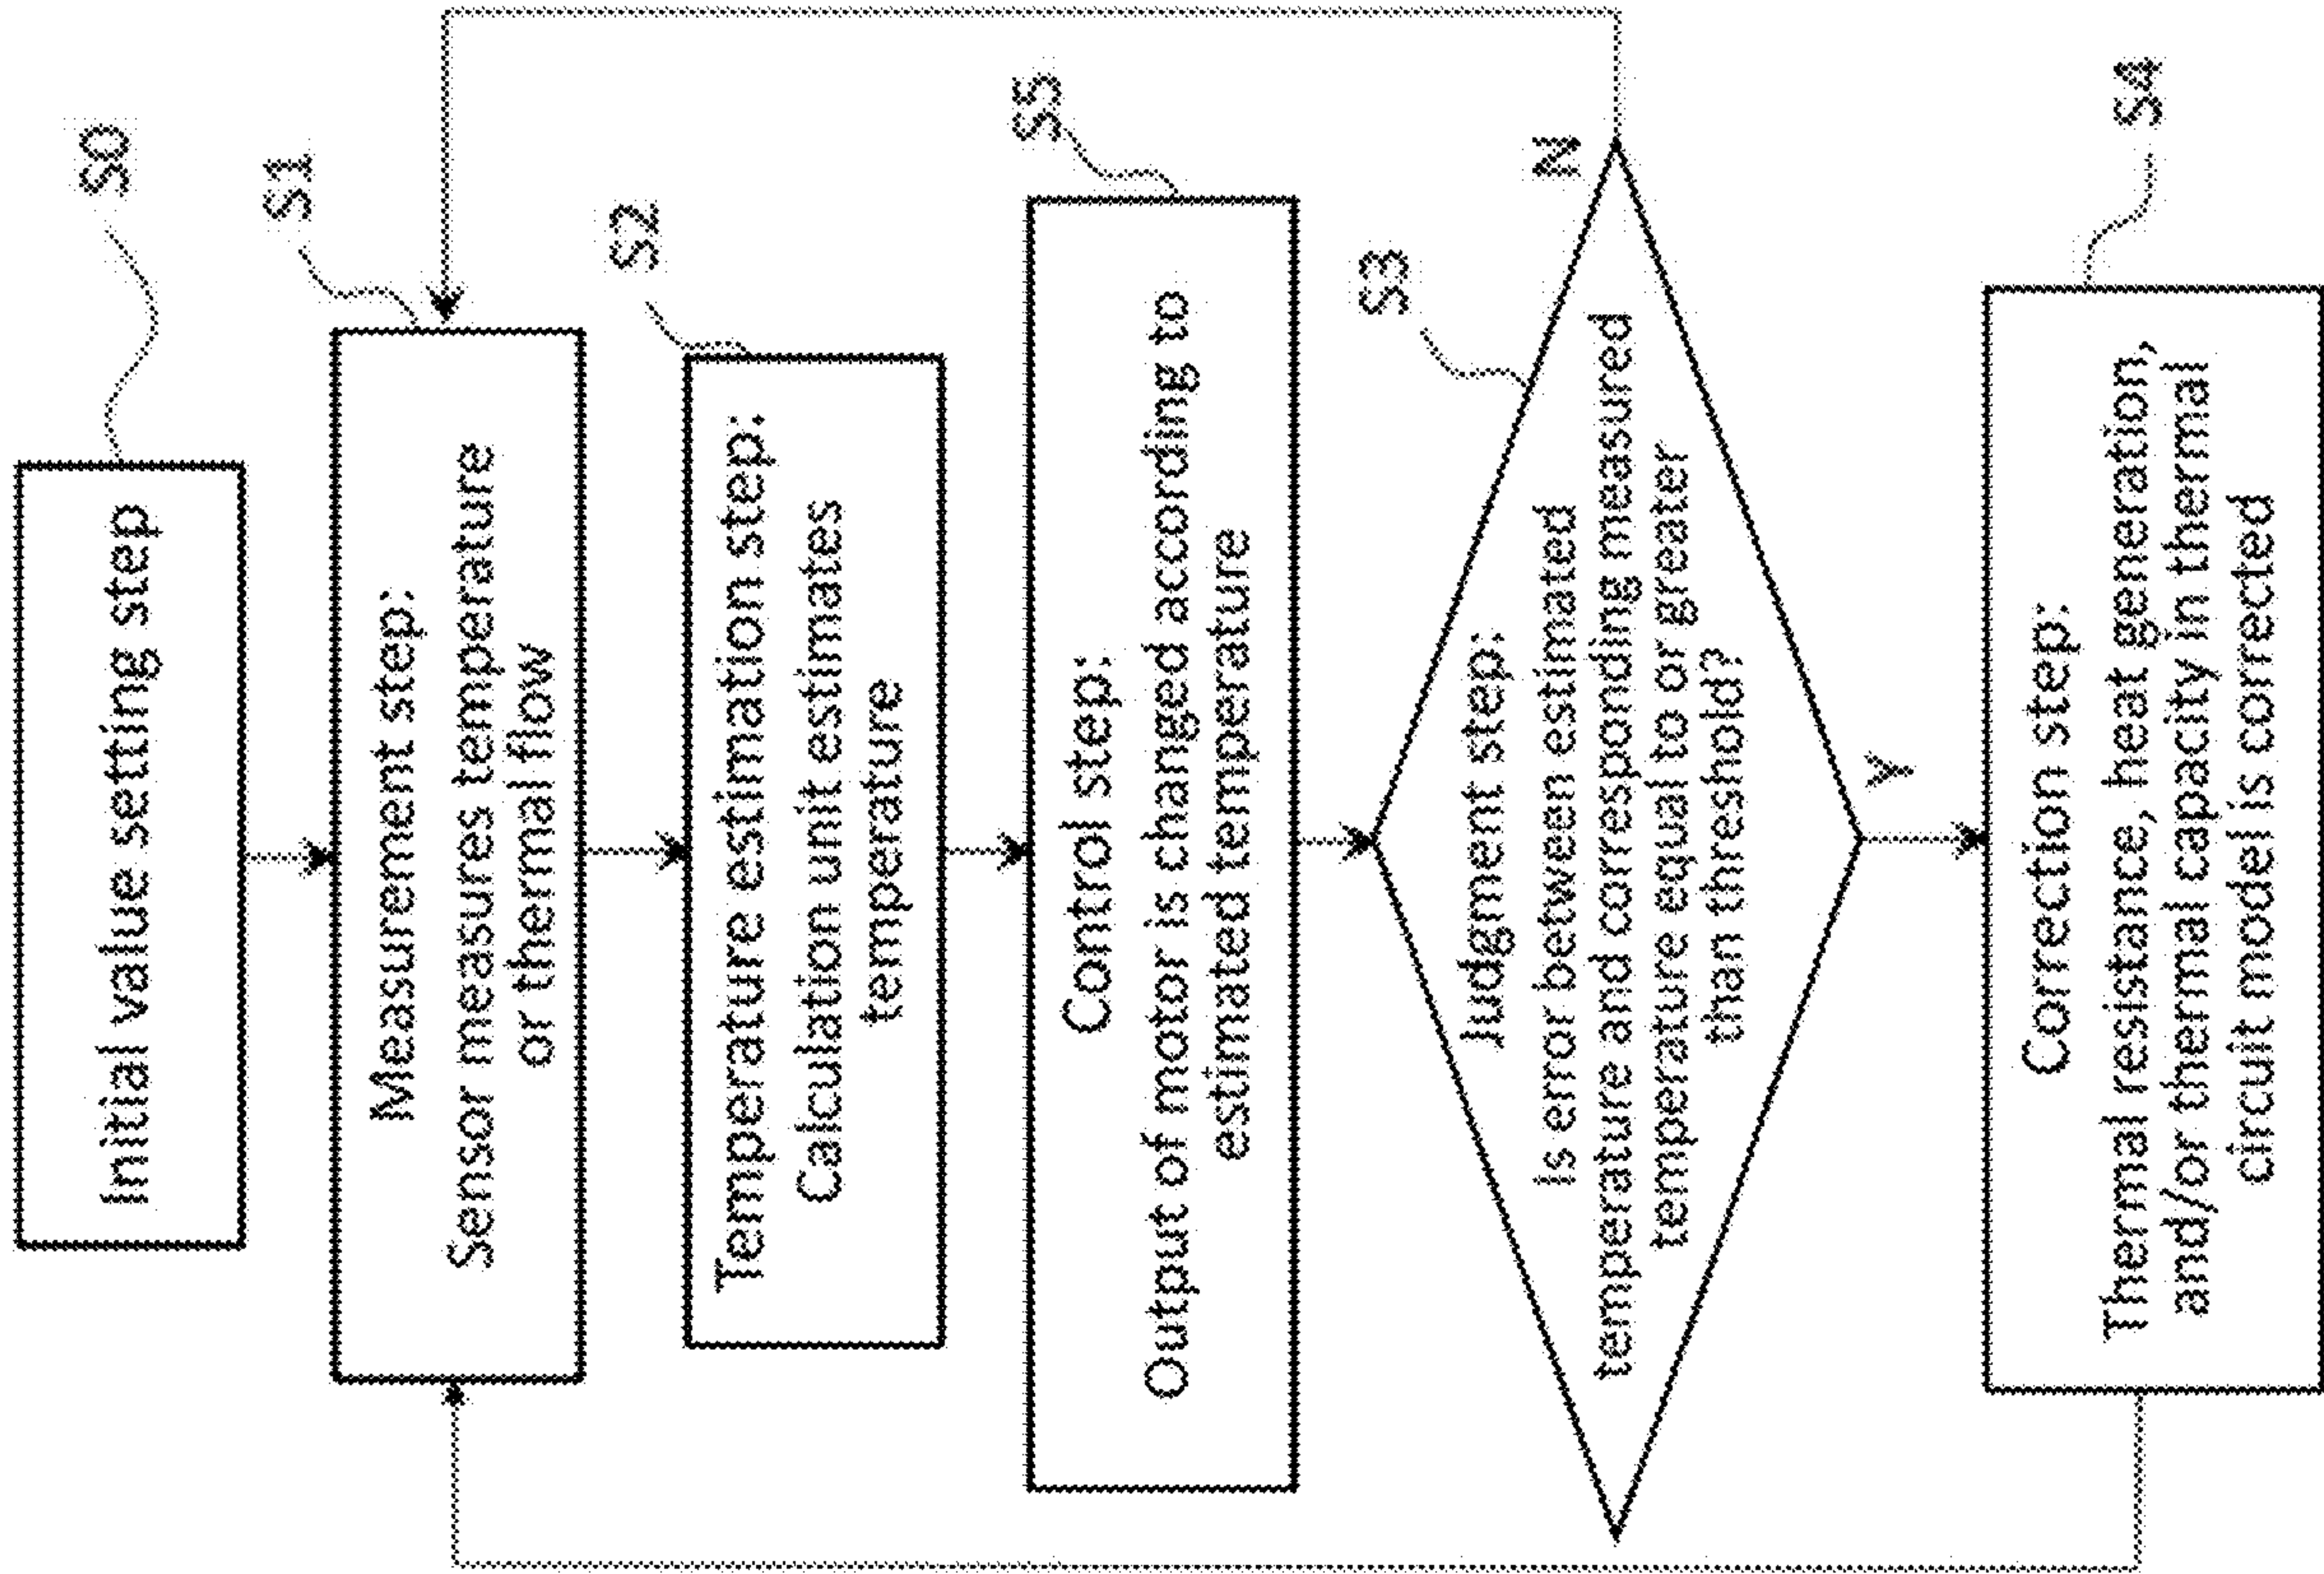 Initial value setting step
S0
Measurement step:
Sensor measures temperature
or thermal flow
S1
Temperature estimation step:
Calculation unit estimates
temperature
S2
Control step:
Output of motor is changed according to
estimated temperature
S5
Judgment step:
Is error between estimated
temperature and corresponding measured
temperature equal to or greater
than threshold?
S3
N
Y
Correction step:
Thermal resistance, heat generation,
and/or thermal capacity in thermal
circuit model is corrected
S4